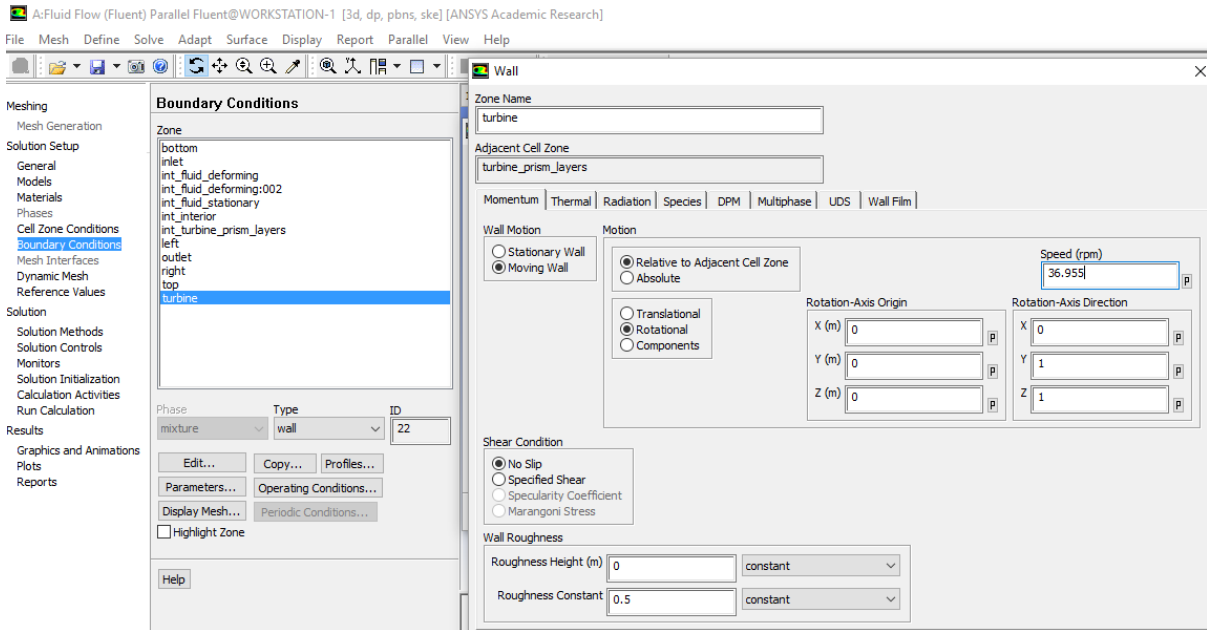 A:Fluid Flow (Fluent) Parallel Fluent@WORKSTATION-1 [3d, dp, pbns, ske] [ANSYS Academic Research]
File Mesh Define Solve Adapt Surface Display Report Parallel View Help
Meshing
Mesh Generation
Solution Setup
General
Models
Materials
Phases
Cell Zone Conditions
Boundary Conditions
Mesh Interfaces
Dynamic Mesh
Reference Values
Solution
Solution Methods
Solution Controls
Monitors
Solution Initialization
Calculation Activities
Run Calculation
Results
Graphics and Animations
Plots
Reports
Boundary Conditions
Zone
bottom
inlet
int_fluid_deforming
int_fluid_deforming:002
int_fluid_stationary
int_interior
int_turbine_prism_layers
left
outlet
right
top
turbine
Phase Type ID
mixture wall 22
Edit... Copy... Profiles...
Parameters... Operating Conditions...
Display Mesh... Periodic Conditions...
Highlight Zone
Help
Wall
Zone Name
turbine
Adjacent Cell Zone
turbine_prism_layers
Momentum Thermal Radiation Species DPM Multiphase UDS Wall Film
Wall Motion Motion
Stationary Wall
Moving Wall
Relative to Adjacent Cell Zone
Absolute
Translational
Rotational
Components
Speed (rpm)
36.955
P
Rotation-Axis Origin
X (m) 0 P
Y (m) 0 P
Z (m) 0 P
Rotation-Axis Direction
X 0 P
Y 1 P
Z 1 P
Shear Condition
No Slip
Specified Shear
Specularity Coefficient
Marangoni Stress
Wall Roughness
Roughness Height (m) 0 constant
Roughness Constant 0.5 constant